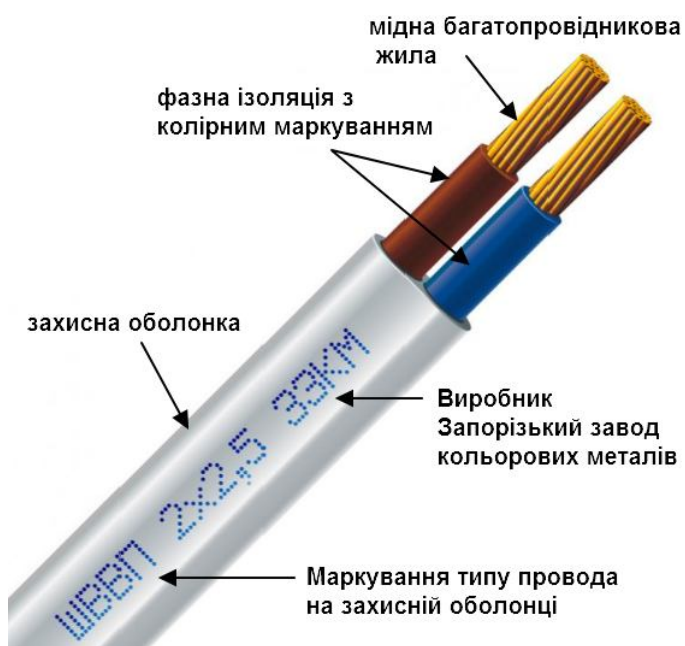 мідна багатопровідникова
жила
фазна ізоляція з
колірним маркуванням
захисна оболонка
ШВВП 2х2,5 ЗЗКМ
Виробник
Запорізький завод
кольорових металів
Маркування типу провода
на захисній оболонці